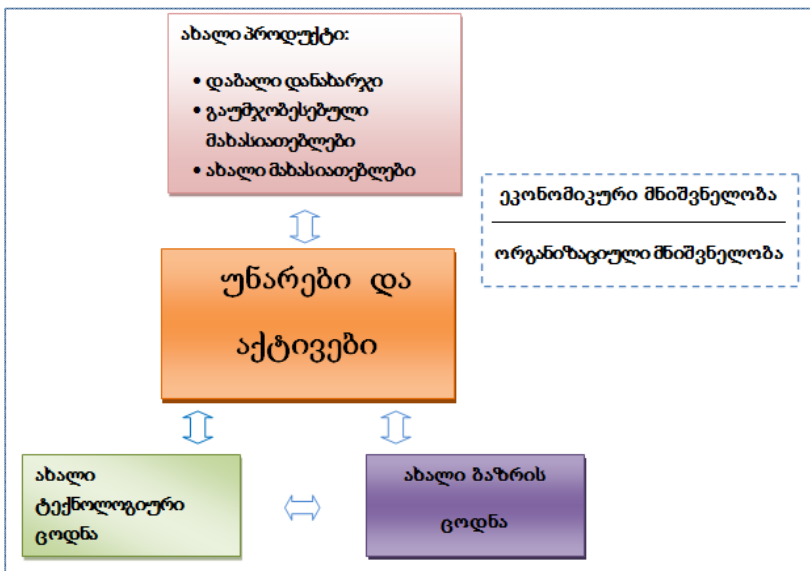 ახალი პროდუქტი:
• დაბალი დანახარჯი
• გაუმჯობესებული
მახასიათებლები
• ახალი მახასიათებლები
ეკონომიკური მნიშვნელობა
ორგანიზაციული მნიშვნელობა
უნარები და
აქტივები
ახალი
ტექნოლოგიური
ცოდნა
ახალი ბაზრის
ცოდნა